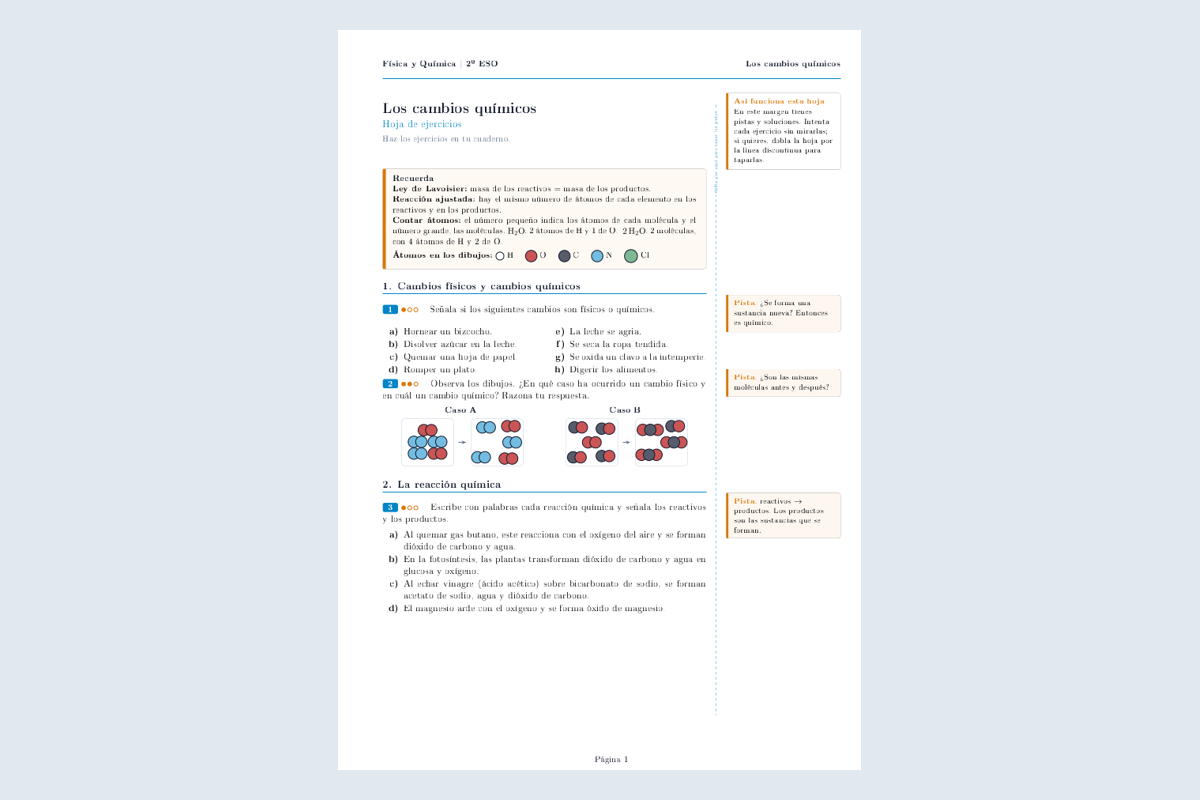 Física y Química | 2º ESO
Los cambios químicos
Los cambios químicos
Hoja de ejercicios
Haz los ejercicios en tu cuaderno.
Así funciona esta hoja
En este margen tienes
pistas y soluciones. Intenta
cada ejercicio sin mirarlas;
si quieres, dobla la hoja por
la línea discontinua para
taparlas.
Recuerda
Ley de Lavoisier: masa de los reactivos = masa de los productos.
Reacción ajustada: hay el mismo número de átomos de cada elemento en los
reactivos y en los productos.
Contar átomos: el número pequeño indica los átomos de cada molécula y el
número grande, las moléculas. H₂O: 2 átomos de H y 1 de O. 2 H₂O: 2 moléculas,
con 4 átomos de H y 2 de O.
Átomos en los dibujos: H O C N Cl
1. Cambios físicos y cambios químicos
1 Señala si los siguientes cambios son físicos o químicos.
Pista. ¿Se forma una
sustancia nueva? Entonces
es químico.
a) Hornear un bizcocho.
b) Disolver azúcar en la leche.
c) Quemar una hoja de papel.
d) Romper un plato.
e) La leche se agria.
f) Se seca la ropa tendida.
g) Se oxida un clavo a la intemperie.
h) Digerir los alimentos.
2 Observa los dibujos. ¿En qué caso ha ocurrido un cambio físico y
en cuál un cambio químico? Razona tu respuesta.
Pista. ¿Son las mismas
moléculas antes y después?
Caso A
Caso B
2. La reacción química
3 Escribe con palabras cada reacción química y señala los reactivos
y los productos.
Pista. reactivos →
productos. Los productos
son las sustancias que se
forman.
a) Al quemar gas butano, este reacciona con el oxígeno del aire y se forman
dióxido de carbono y agua.
b) En la fotosíntesis, las plantas transforman dióxido de carbono y agua en
glucosa y oxígeno.
c) Al echar vinagre (ácido acético) sobre bicarbonato de sodio, se forman
acetato de sodio, agua y dióxido de carbono.
d) El magnesio arde con el oxígeno y se forma óxido de magnesio
Página 1